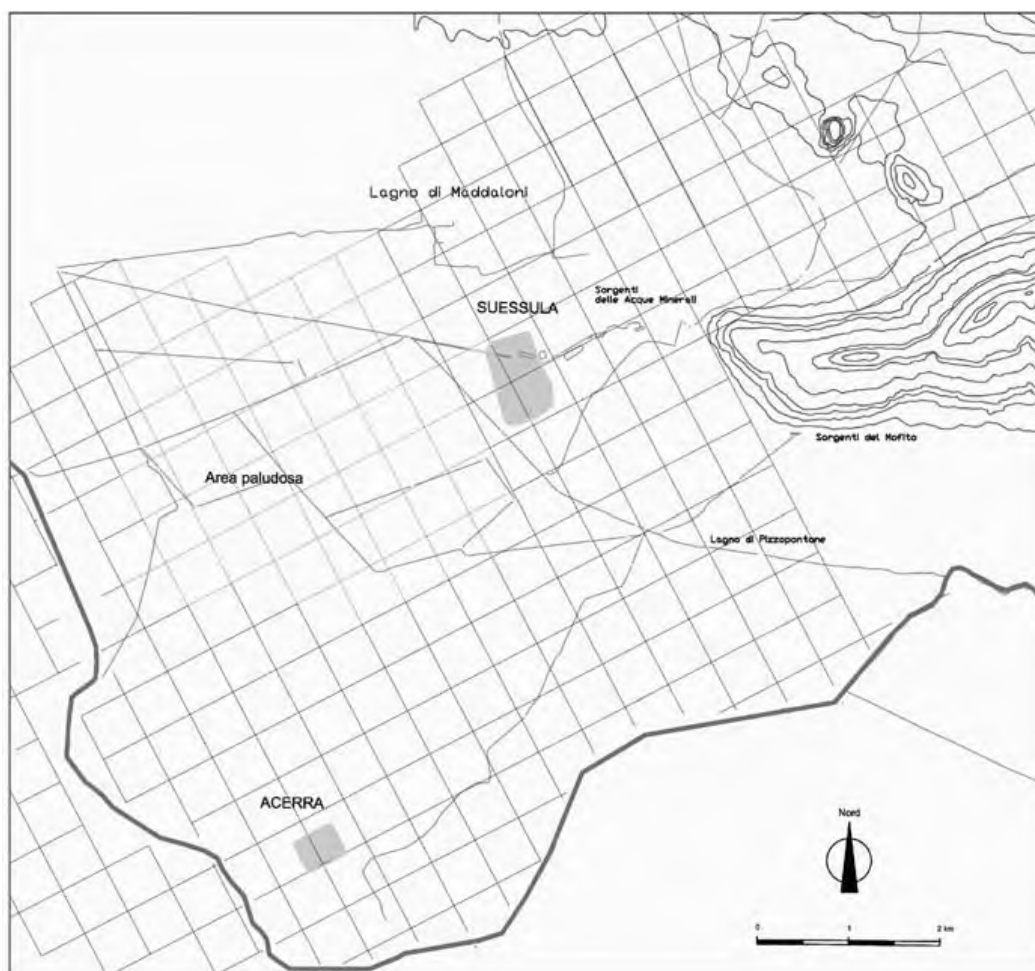 Lagno di Maddaloni
Sorgenti
delle Acque Minerali
SUESSULA
Sorgenti del Mofito
Area paludosa
Lagno di Pizzopontone
ACERRA
Nord
0 1 2 km